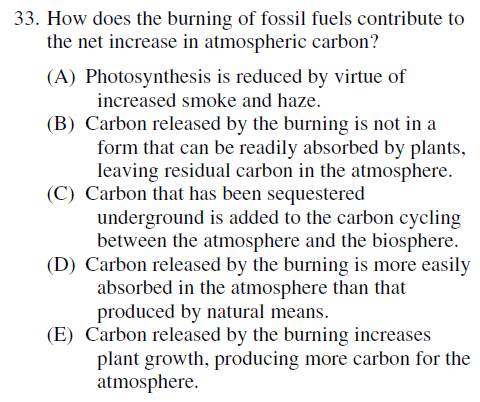 33. How does the burning of fossil fuels contribute to
the net increase in atmospheric carbon?
(A) Photosynthesis is reduced by virtue of
increased smoke and haze.
(B) Carbon released by the burning is not in a
form that can be readily absorbed by plants,
leaving residual carbon in the atmosphere.
(C) Carbon that has been sequestered
underground is added to the carbon cycling
between the atmosphere and the biosphere.
(D) Carbon released by the burning is more easily
absorbed in the atmosphere than that
produced by natural means.
(E) Carbon released by the burning increases
plant growth, producing more carbon for the
atmosphere.